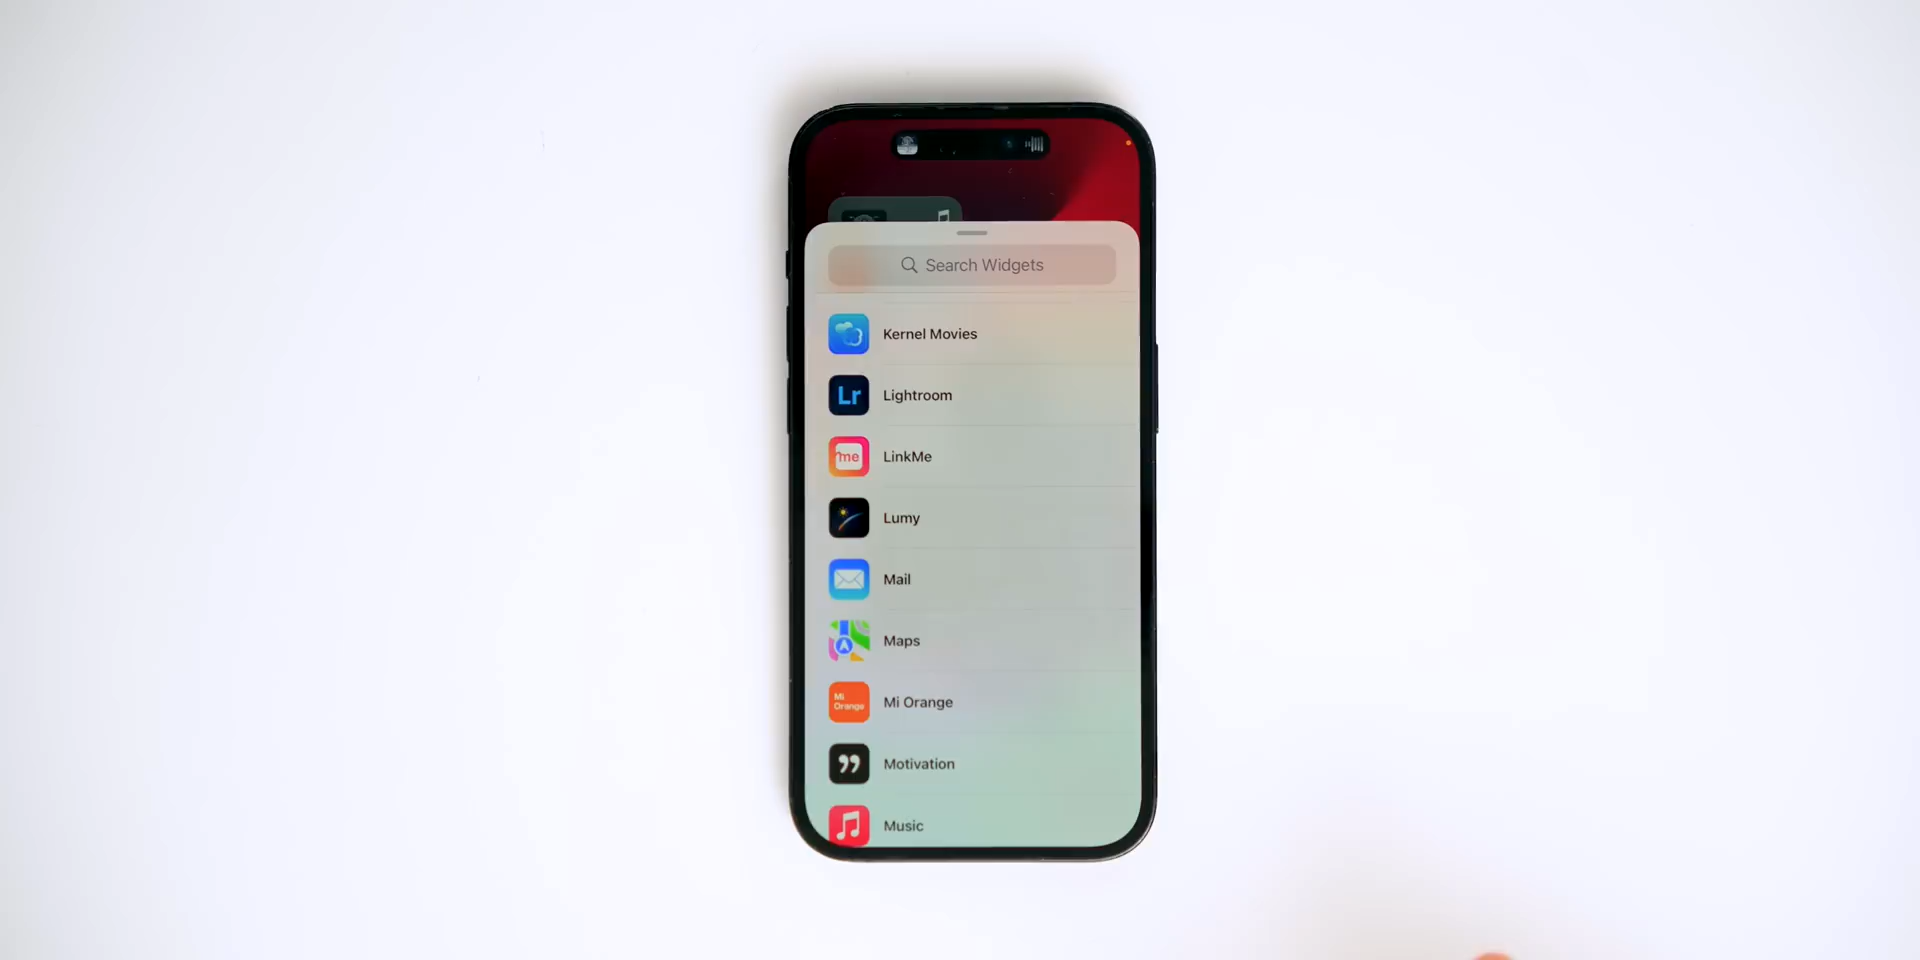 Search Widgets
Kernel Movies
Lr
Lightroom
me
LinkMe
Lumy
Mail
Maps
Mi
Orange
Mi Orange
Motivation
Music